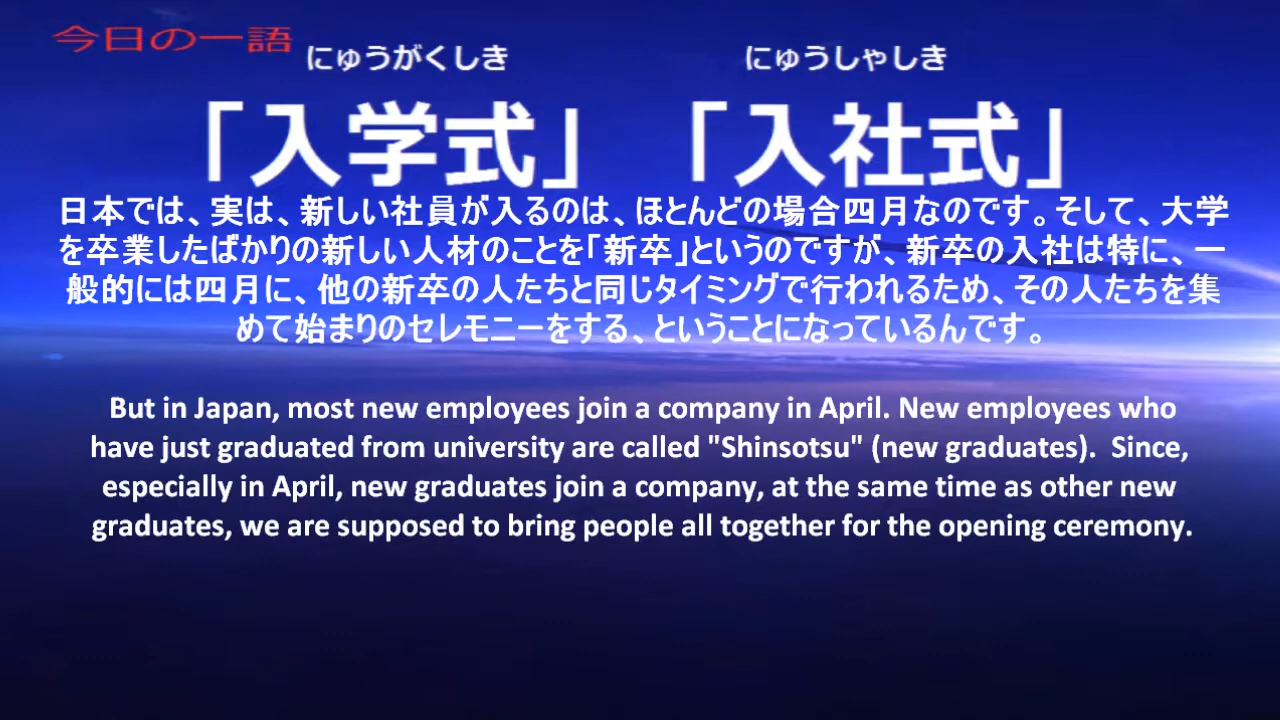 今日の一語
にゅうがくしき にゅうしゃしき
「入学式」 「入社式」
日本では、実は、新しい社員が入るのは、ほとんどの場合四月なのです。そして、大学
を卒業したばかりの新しい人材のことを「新卒」というのですが、新卒の入社は特に、一
般的には四月に、他の新卒の人たちと同じタイミングで行われるため、その人たちを集
めて始まりのセレモニーをする、ということになっているんです。
But in Japan, most new employees join a company in April. New employees who
have just graduated from university are called "Shinsotsu" (new graduates).  Since,
especially in April, new graduates join a company, at the same time as other new
graduates, we are supposed to bring people all together for the opening ceremony.